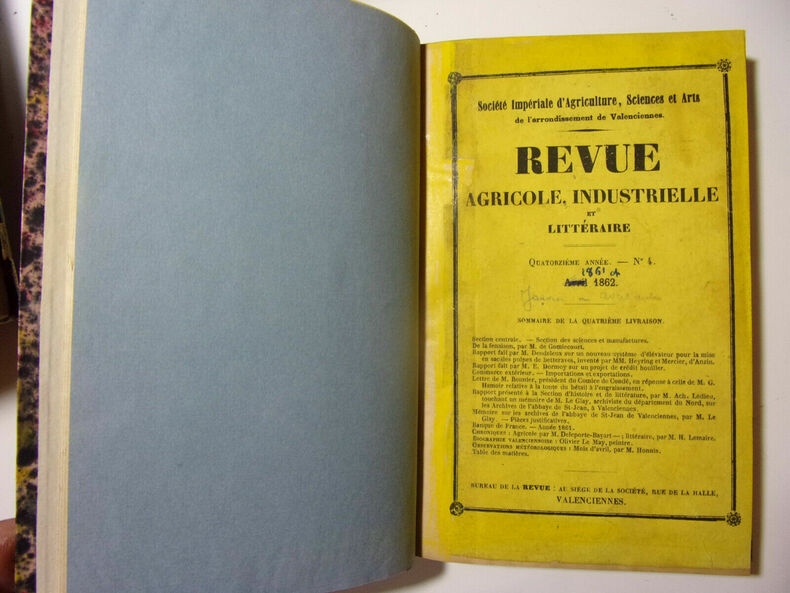 Société Impériale d'Agriculture, Sciences et Arts
de l'arrondissement de Valenciennes.
REVUE
AGRICOLE, INDUSTRIELLE
ET
LITTÉRAIRE
QUATORZIÈME ANNÉE. — N° 4.
1861 et
Avril 1862.
SOMMAIRE DE LA QUATRIÈME LIVRAISON.
Section centrale. — Section des sciences et manufactures.
De la fenaison, par M. de Gomiecourt.
Rapport fait par M. Desduloux sur un nouveau système d'élévateur pour la mise
en sac des pulpes de betteraves, inventé par MM. Heyring et Mercier, d'Anzin.
Rapport fait par M. E. Dormoy sur un projet de crédit houiller.
Commerce extérieur. — Importations et exportations.
Lettre de M. président du Comice de Condé, en réponse à celle de M. G.
Hamoir relative à la tonte du bétail à l'engraissement.
Rapport présenté à la Section d'histoire et de littérature, par M. Ach. Lediou,
touchant un mémoire de M. Le Glay, archiviste du département du Nord, sur
les Archives de l'abbaye de St-Jean, à Valenciennes.
Mémoire sur les archives de l'abbaye de St-Jean de Valenciennes, par M. Le
Glay. — Pièces justificatives.
Banque de France. — Année 1861.
CHRONIQUES : Agricole par M. Deleporte-Bayart — ; littéraire, par M. H. Lemaire.
BIOGRAPHIE VALENCIENNOISE : Olivier Le May, peintre.
OBSERVATIONS MÉTÉOROLOGIQUES : Mois d'avril, par M. Honnis.
Table des matières.
BUREAU DE LA REVUE : AU SIÉGE DE LA SOCIÉTÉ, RUE DE LA HALLE,
VALENCIENNES.